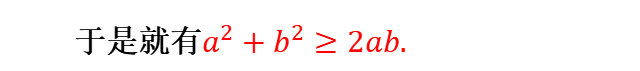 于是就有a² + b² ≥ 2ab.